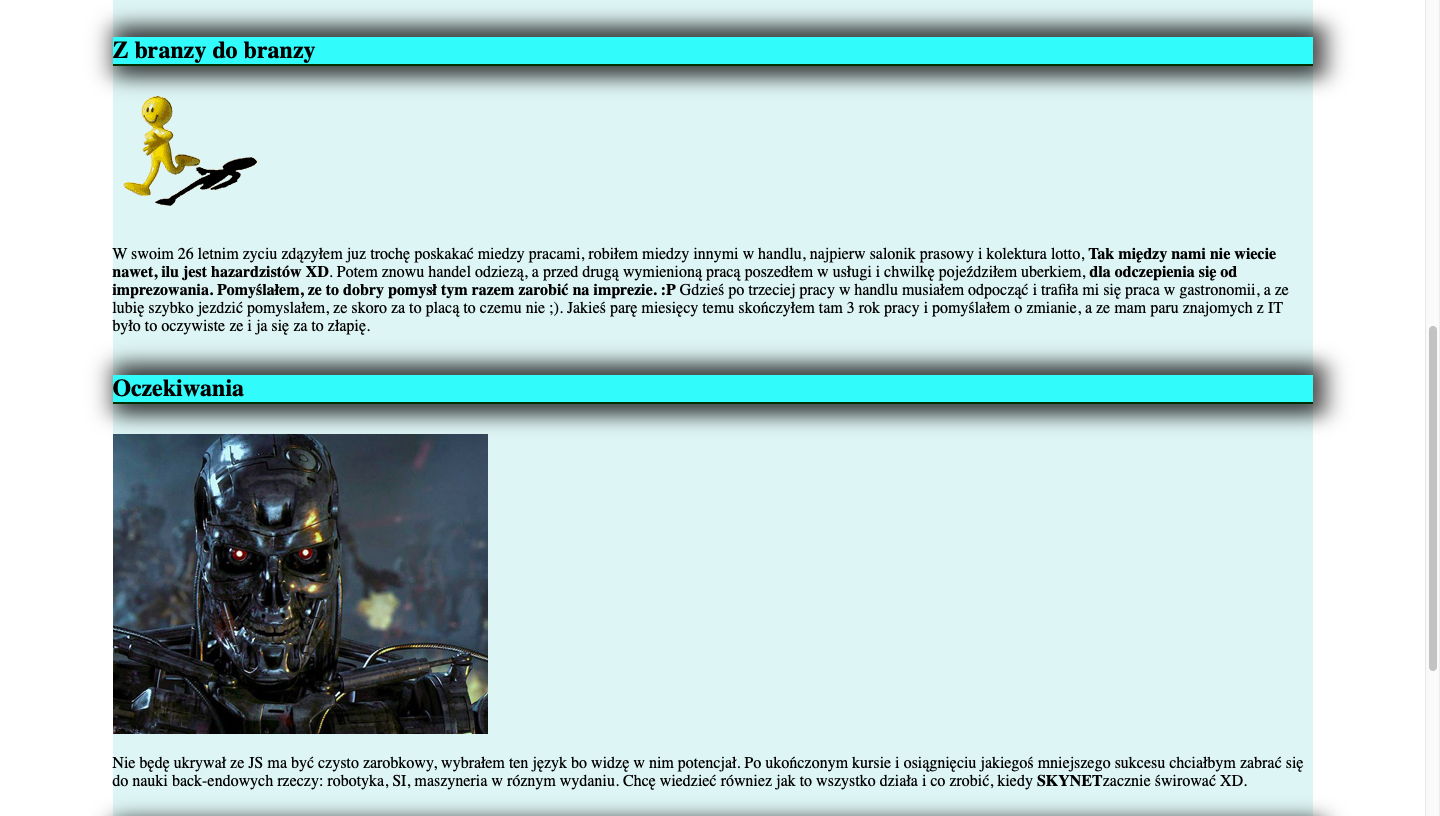 Z branzy do branzy
W swoim 26 letnim zyciu zdązyłem juz trochę poskakać miedzy pracami, robiłem miedzy innymi w handlu, najpierw salonik prasowy i kolektura lotto, Tak między nami nie wiecie
nawet, ilu jest hazardzistów XD. Potem znowu handel odziezą, a przed drugą wymienioną pracą poszedłem w usługi i chwilkę pojeździłem uberkiem, dla odczepienia się od
imprezowania. Pomyślałem, ze to dobry pomysł tym razem zarobić na imprezie. :P Gdzieś po trzeciej pracy w handlu musiałem odpocząć i trafiła mi się praca w gastronomii, a ze
lubię szybko jezdzić pomyslałem, ze skoro za to placą to czemu nie ;). Jakieś parę miesięcy temu skończyłem tam 3 rok pracy i pomyślałem o zmianie, a ze mam paru znajomych z IT
było to oczywiste ze i ja się za to złapię.
Oczekiwania
Nie będę ukrywał ze JS ma być czysto zarobkowy, wybrałem ten język bo widzę w nim potencjał. Po ukończonym kursie i osiągnięciu jakiegoś mniejszego sukcesu chciałbym zabrać się
do nauki back-endowych rzeczy: robotyka, SI, maszyneria w róznym wydaniu. Chcę wiedzieć równiez jak to wszystko działa i co zrobić, kiedy SKYNETzacznie świrować XD.